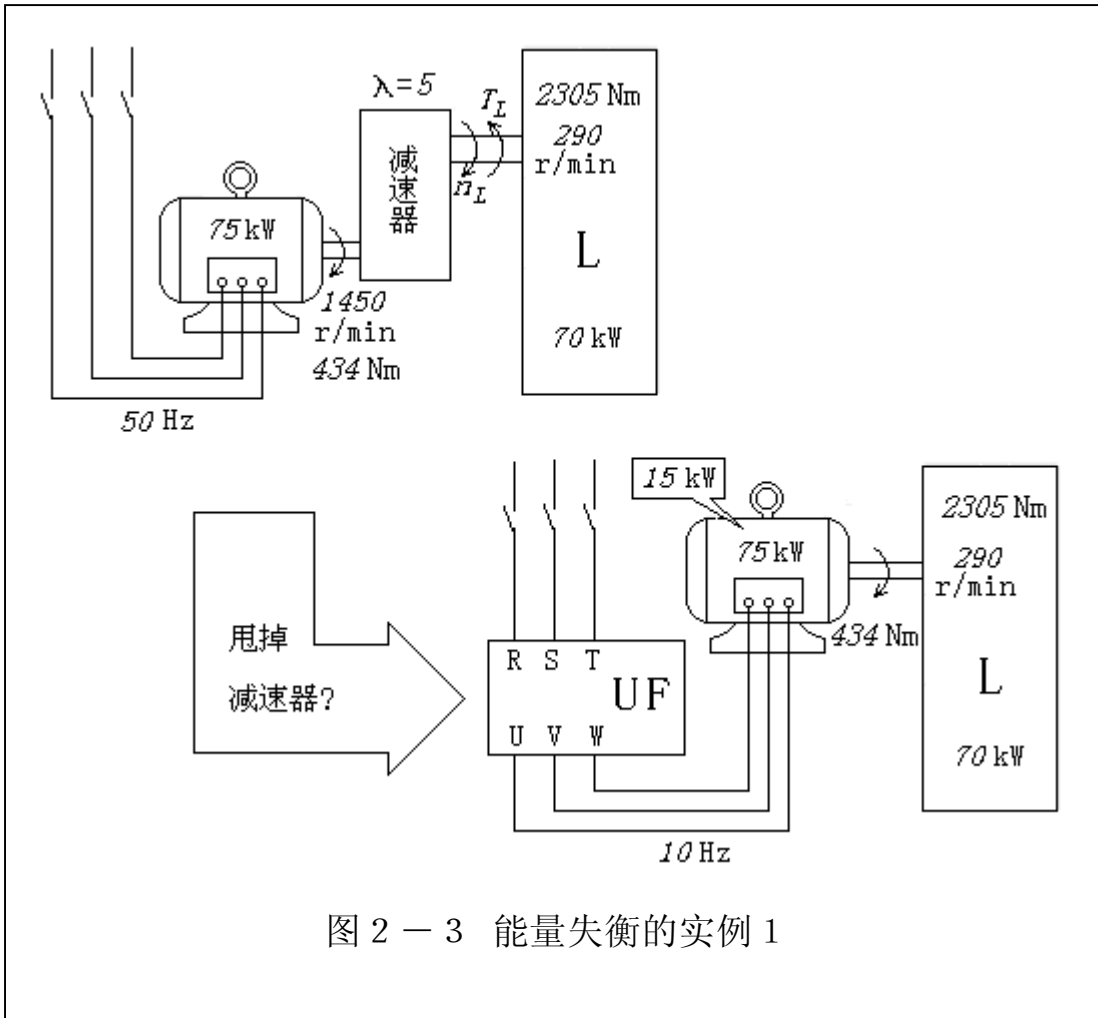 λ=5
减速器
T_L
n_L
2305 Nm
290
r/min
L
70 kW
75 kW
1450
r/min
434 Nm
50 Hz
甩掉
减速器?
15 kW
75 kW
434 Nm
R S T
UF
U V W
10 Hz
2305 Nm
290
r/min
L
70 kW
图 2－3 能量失衡的实例 1